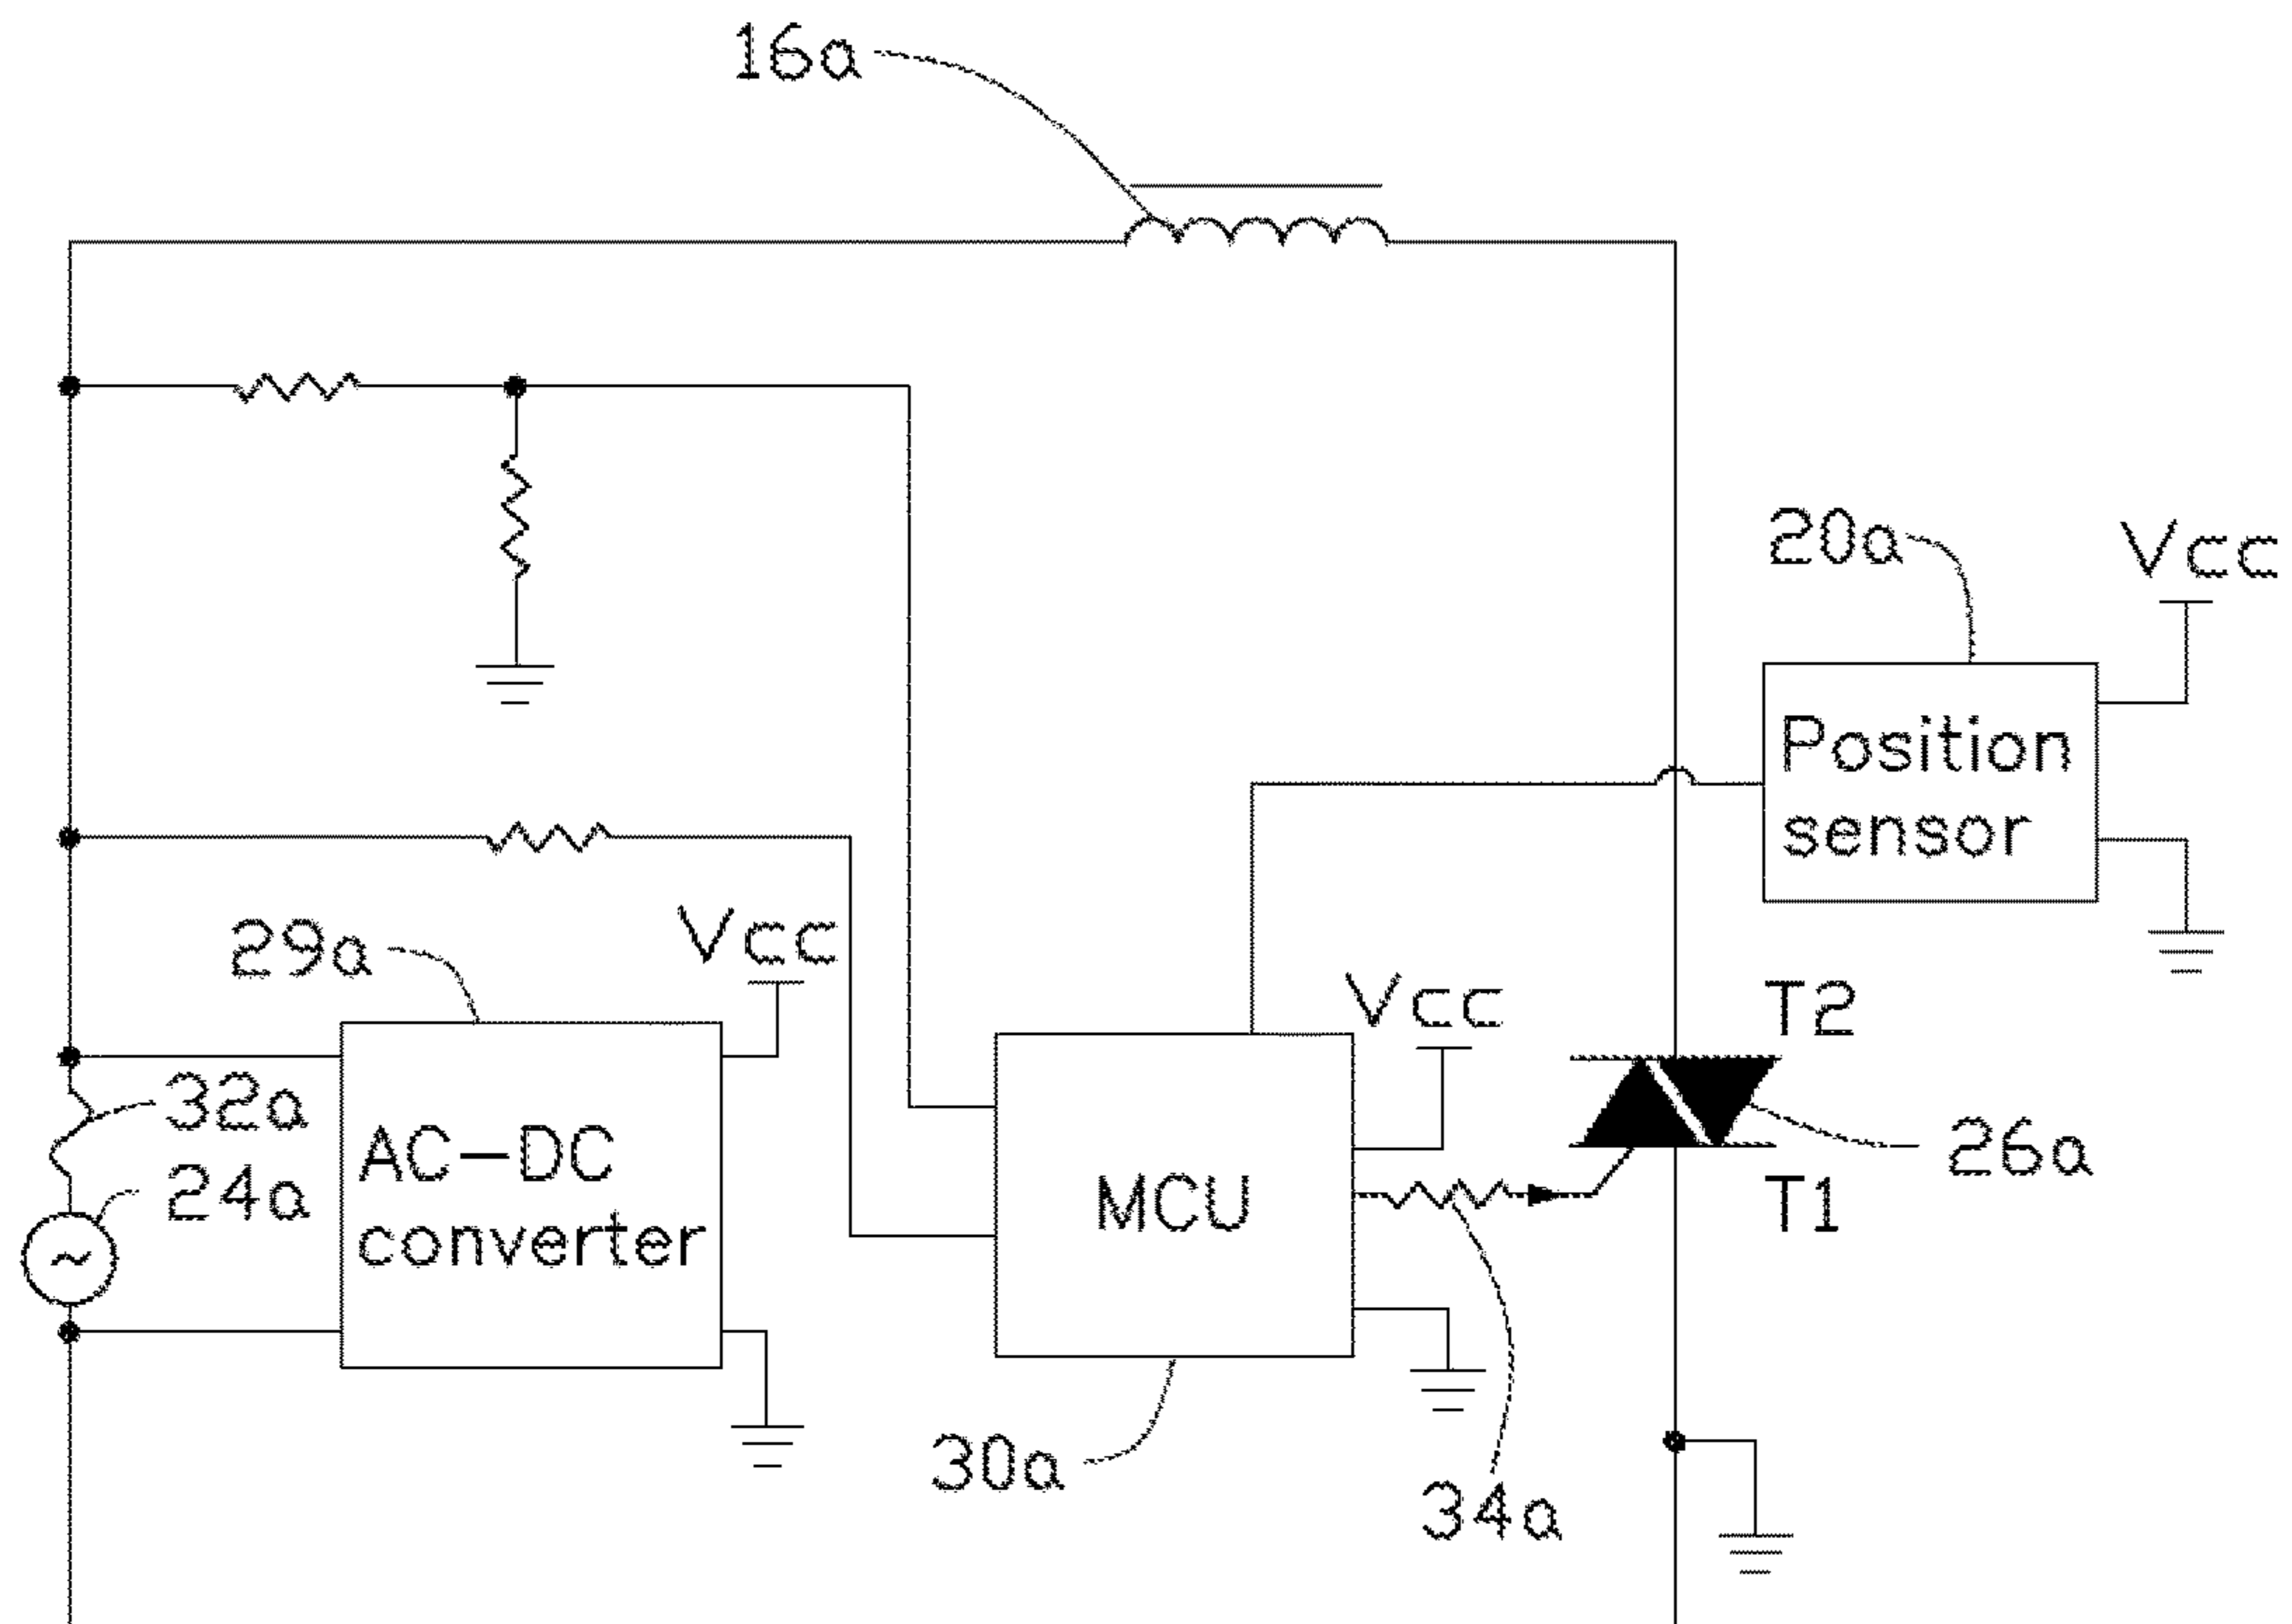 16a
20a
Vcc
Position
sensor
29a
Vcc
Vcc
T2
32a
24a
AC-DC
converter
MCU
26a
T1
30a
34a